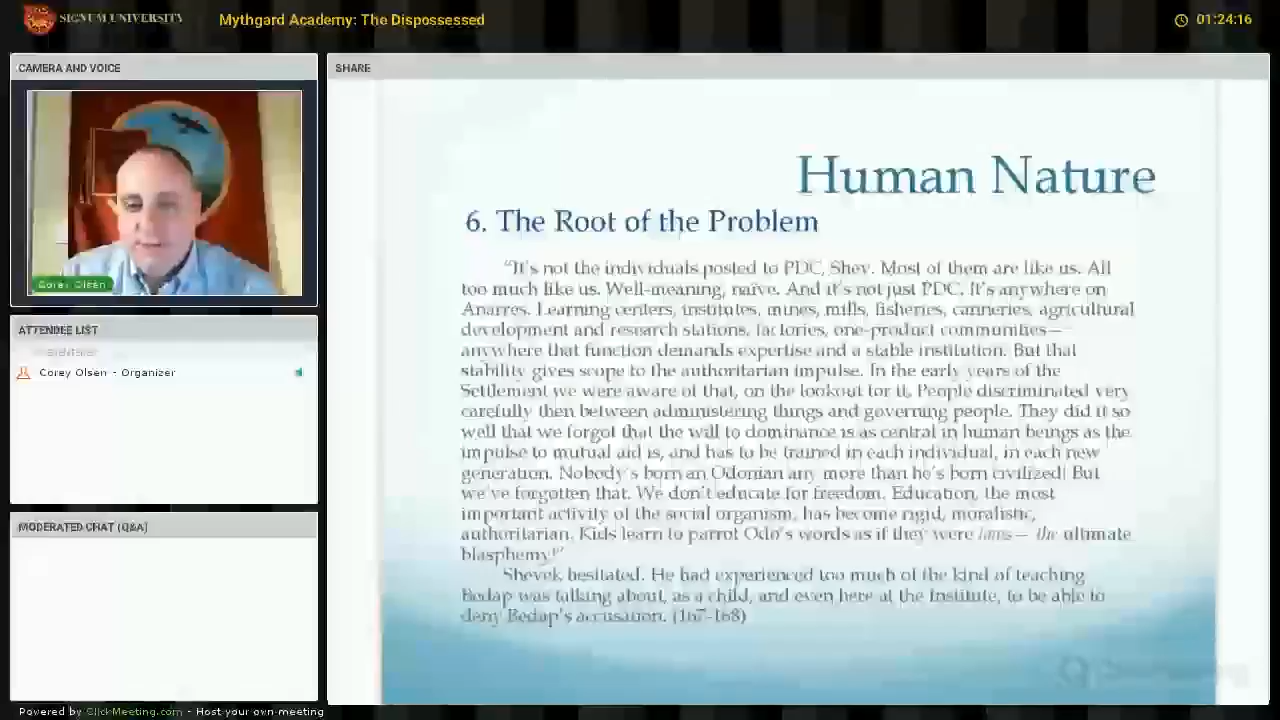 SIGNUM UNIVERSITY
Mythgard Academy: The Dispossessed
01:24:16
CAMERA AND VOICE
Corey Olsen
ATTENDEE LIST
Corey Olsen - Organizer
MODERATED CHAT (Q&A)
SHARE
Human Nature
6. The Root of the Problem
"It's not the individuals posted to PDC, Shev. Most of them are like us. All
too much like us. Well-meaning, naïve. And it's not just PDC. It's anywhere on
Anarres. Learning centers, institutes, mines, mills, fisheries, canneries, agricultural
development and research stations, factories, one-product communities—
anywhere that function demands expertise and a stable institution. But that
stability gives scope to the authoritarian impulse. In the early years of the
Settlement we were aware of that, on the lookout for it. People discriminated very
carefully then between administering things and governing people. They did it so
well that we forgot that the will to dominance is as central in human beings as the
impulse to mutual aid is, and has to be trained in each individual, in each new
generation. Nobody's born an Odonian any more than he's born civilized! But
we've forgotten that. We don't educate for freedom. Education, the most
important activity of the social organism, has become rigid, moralistic,
authoritarian. Kids learn to parrot Odo's words as if they were laws— the ultimate
blasphemy!"
Shevek hesitated. He had experienced too much of the kind of teaching
Bedap was talking about, as a child, and even here at the Institute, to be able to
deny Bedap's accusation. (167-168)
Powered by ClickMeeting.com - Host your own meeting